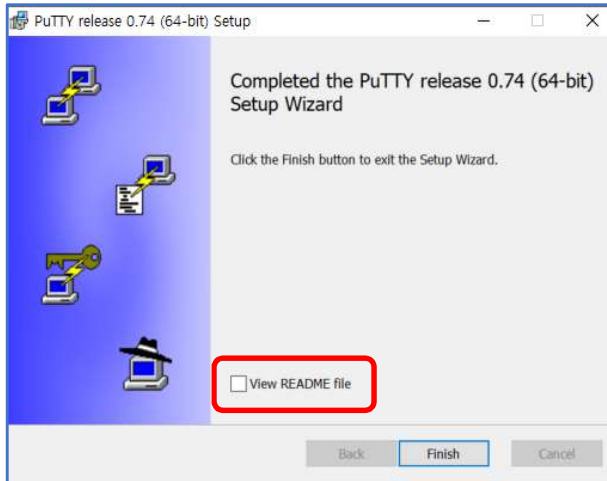 PuTTY release 0.74 (64-bit) Setup
Completed the PuTTY release 0.74 (64-bit)
Setup Wizard
Click the Finish button to exit the Setup Wizard.
View README file
Back Finish Cancel